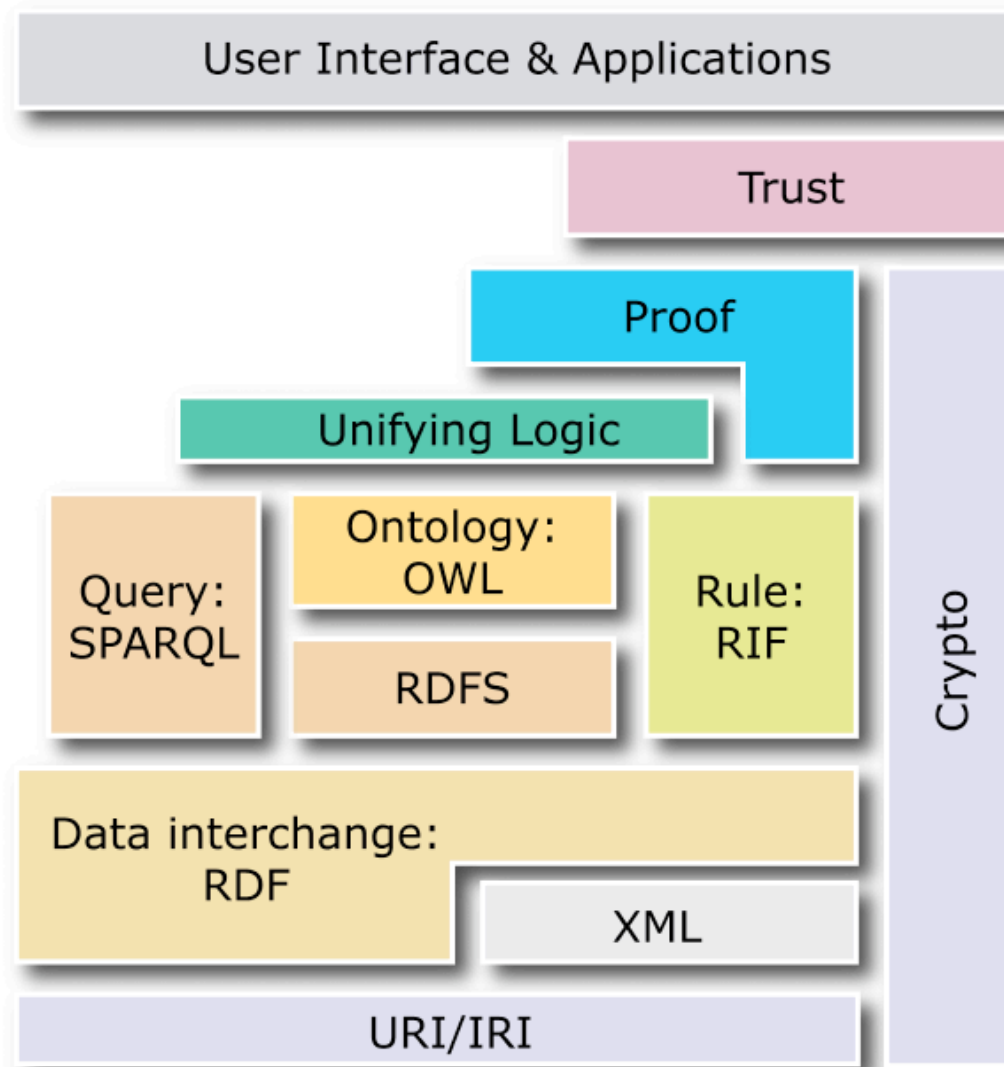 User Interface & Applications
Trust
Proof
Unifying Logic
Query:
SPARQL
Ontology:
OWL
RDFS
Rule:
RIF
Crypto
Data interchange:
RDF
XML
URI/IRI